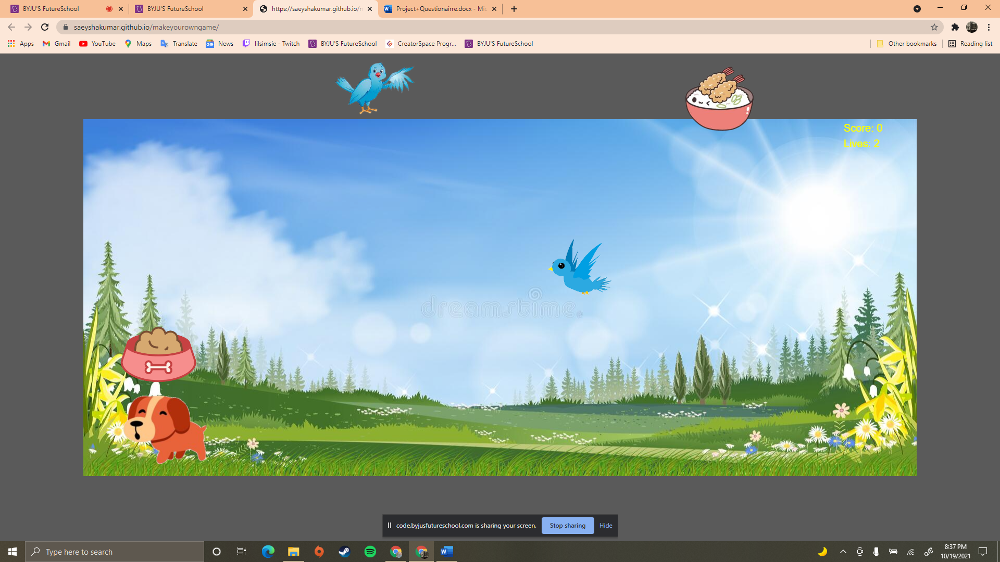 BYJU'S FutureSchool
BYJU'S FutureSchool
https://saeyshakumar.github.io/n
Project+Questionairre.docx - Mic
saeyshakumar.github.io/makeyourowngame/
Apps
Gmail
YouTube
Maps
Translate
News
lilsimsie - Twitch
BYJU'S FutureSchool
CreatorSpace Progr...
BYJU'S FutureSchool
Other bookmarks
Reading list
Score: 0
Lives: 2
dreamstime
code.byjusfutureschool.com is sharing your screen.
Stop sharing
Hide
Type here to search
8:37 PM
10/19/2021